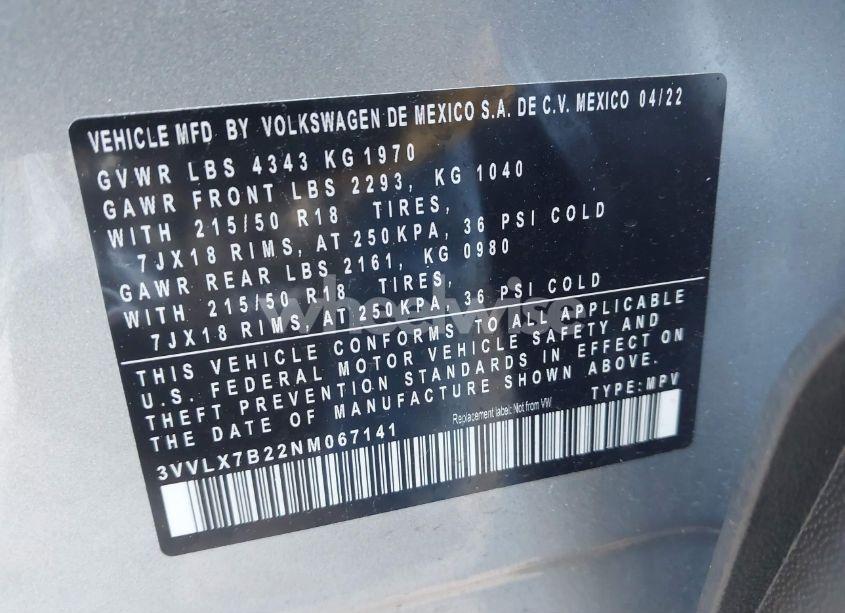 VEHICLE MFD BY VOLKSWAGEN DE MEXICO S.A. DE C.V. MEXICO 04/22
GVWR LBS 4343 KG1970
GAWR FRONT LBS 2293, KG 1040
WITH 215/50 R18 TIRES,
7JX18 RIMS, AT 250KPA, 36 PSI COLD
GAWR REAR LBS 2161, KG 0980
WITH 215/50 R18 TIRES,
7JX18 RIMS, AT 250KPA, 36 PSI COLD
THIS VEHICLE CONFORMS TO ALL APPLICABLE
U.S. FEDERAL MOTOR VEHICLE SAFETY AND
THEFT PREVENTION STANDARDS IN EFFECT ON
THE DATE OF MANUFACTURE SHOWN ABOVE.
Replacement label: Not from VW TYPE:MPV
3VVLX7B22NM067141
wheelwise